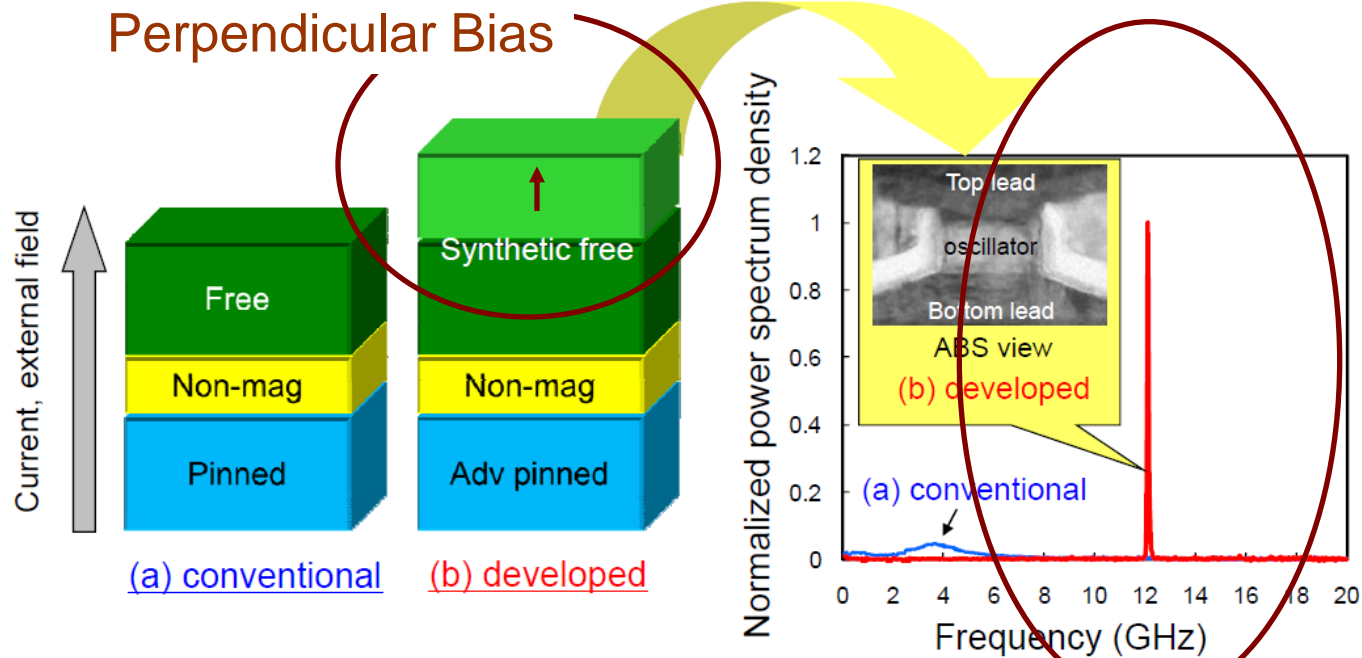 Perpendicular Bias
Current, external field
Free
Non-mag
Pinned
(a) conventional
Synthetic free
Non-mag
Adv pinned
(b) developed
Normalized power spectrum density
1.2
1
0.8
0.6
0.4
0.2
0
Top lead
oscillator
Bottom lead
ABS view
(b) developed
(a) conventional
0 2 4 6 8 10 12 14 16 18 20
Frequency (GHz)